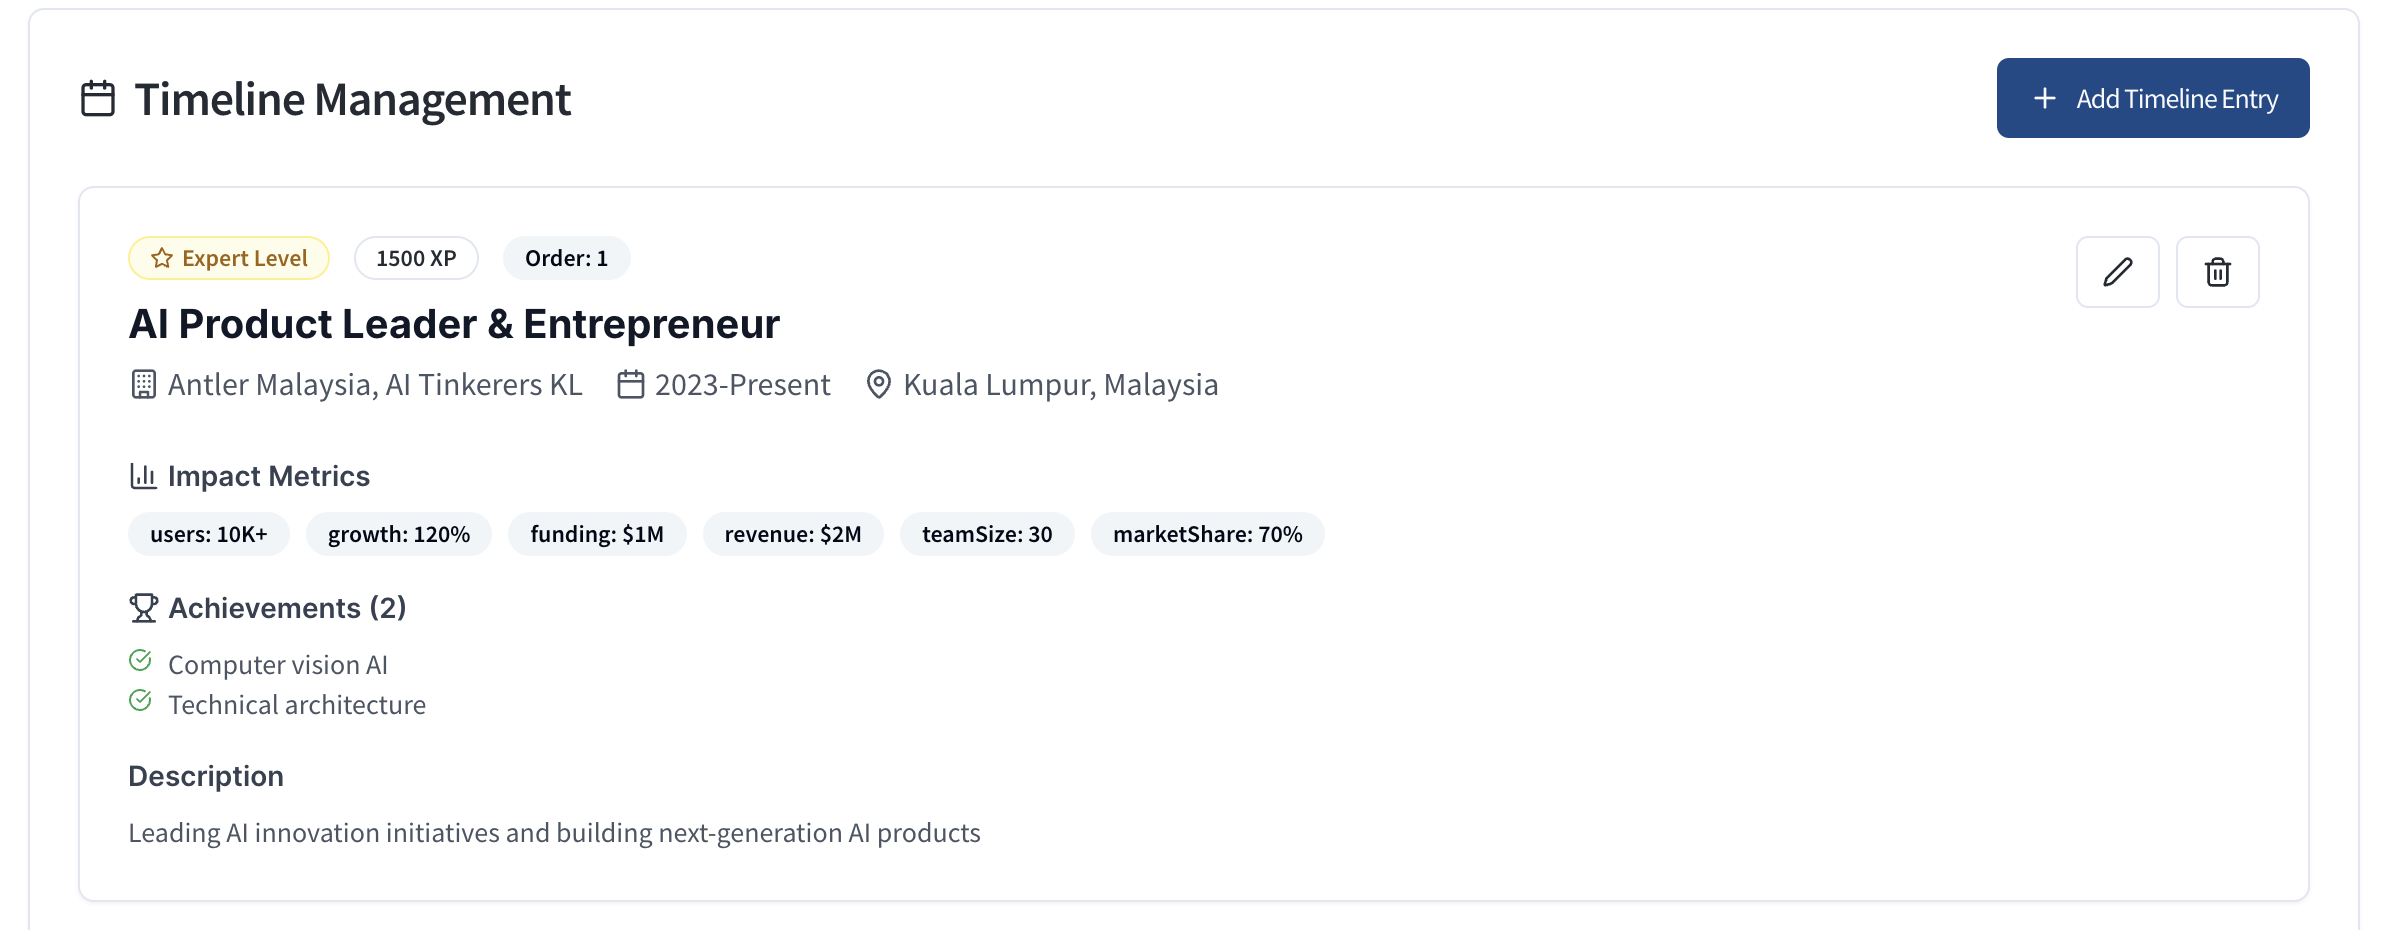 Timeline Management
Add Timeline Entry
Expert Level 1500 XP Order: 1
AI Product Leader & Entrepreneur
Antler Malaysia, AI Tinkerers KL 2023-Present Kuala Lumpur, Malaysia
Impact Metrics
users: 10K+ growth: 120% funding: $1M revenue: $2M teamSize: 30 marketShare: 70%
Achievements (2)
Computer vision AI
Technical architecture
Description
Leading AI innovation initiatives and building next-generation AI products